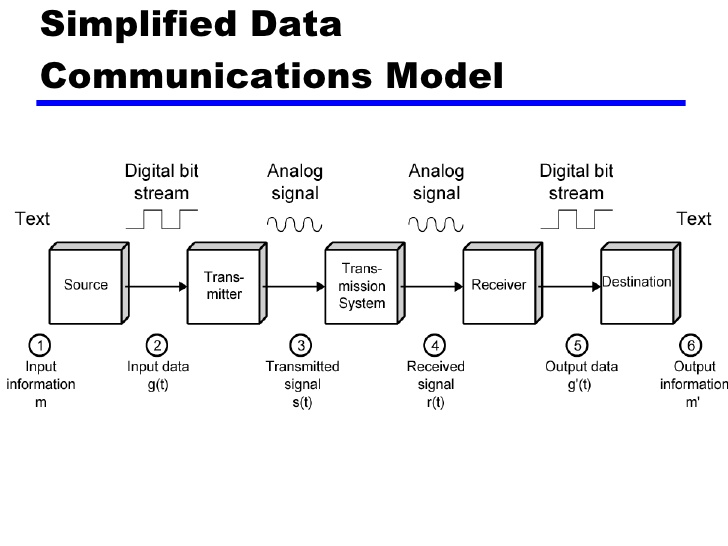 Simplified Data
Communications Model
Digital bit
stream
Analog
signal
Analog
signal
Digital bit
stream
Text
Text
Source
Trans-
mitter
Trans-
mission
System
Receiver
Destination
1
Input
information
m
2
Input data
g(t)
3
Transmitted
signal
s(t)
4
Received
signal
r(t)
5
Output data
g'(t)
6
Output
information
m'